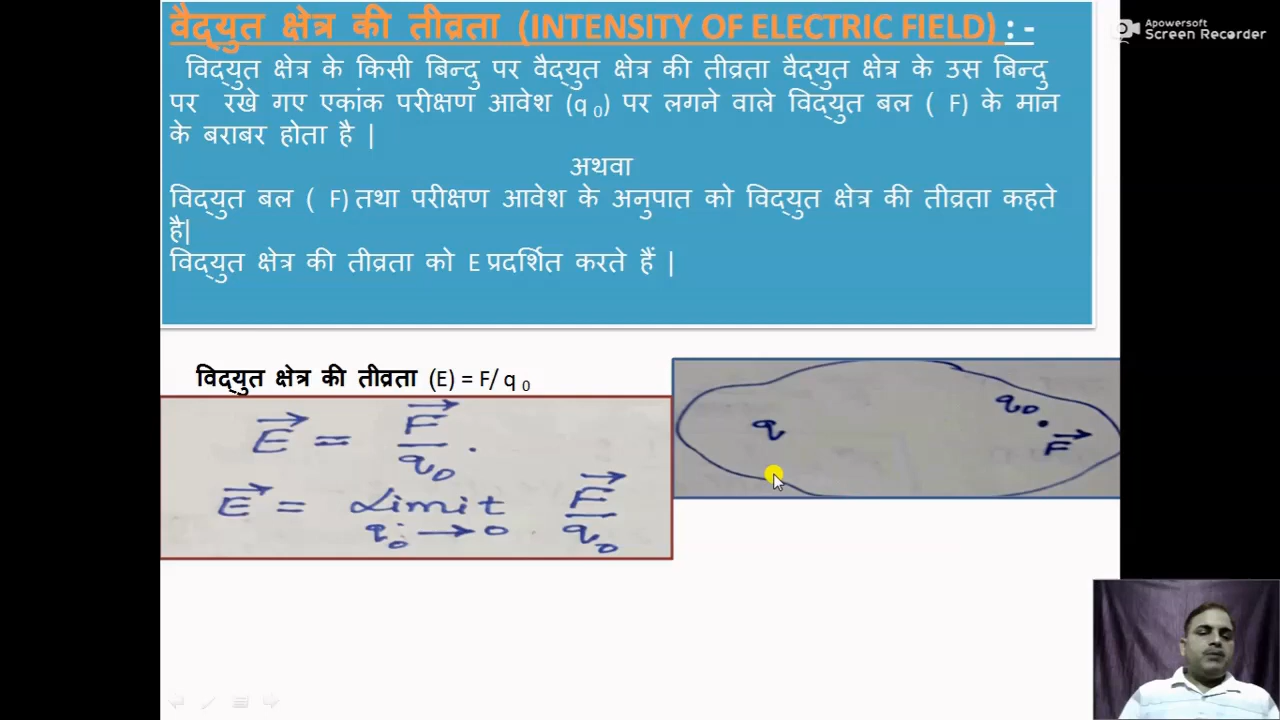 वैद्युत क्षेत्र की तीव्रता (INTENSITY OF ELECTRIC FIELD) : -
Apowersoft
Screen Recorder
विद्युत क्षेत्र के किसी बिन्दु पर वैद्युत क्षेत्र की तीव्रता वैद्युत क्षेत्र के उस बिन्दु
पर रखे गए एकांक परीक्षण आवेश (q 0) पर लगने वाले विद्युत बल ( F) के मान
के बराबर होता है |
अथवा
विद्युत बल ( F) तथा परीक्षण आवेश के अनुपात को विद्युत क्षेत्र की तीव्रता कहते
है|
विद्युत क्षेत्र की तीव्रता को E प्रदर्शित करते हैं |
विद्युत क्षेत्र की तीव्रता (E) = F/ q 0
E⃗ = F⃗/q₀ .
E⃗ = Limit F⃗/q₀
q₀ → 0
q
q₀
F⃗